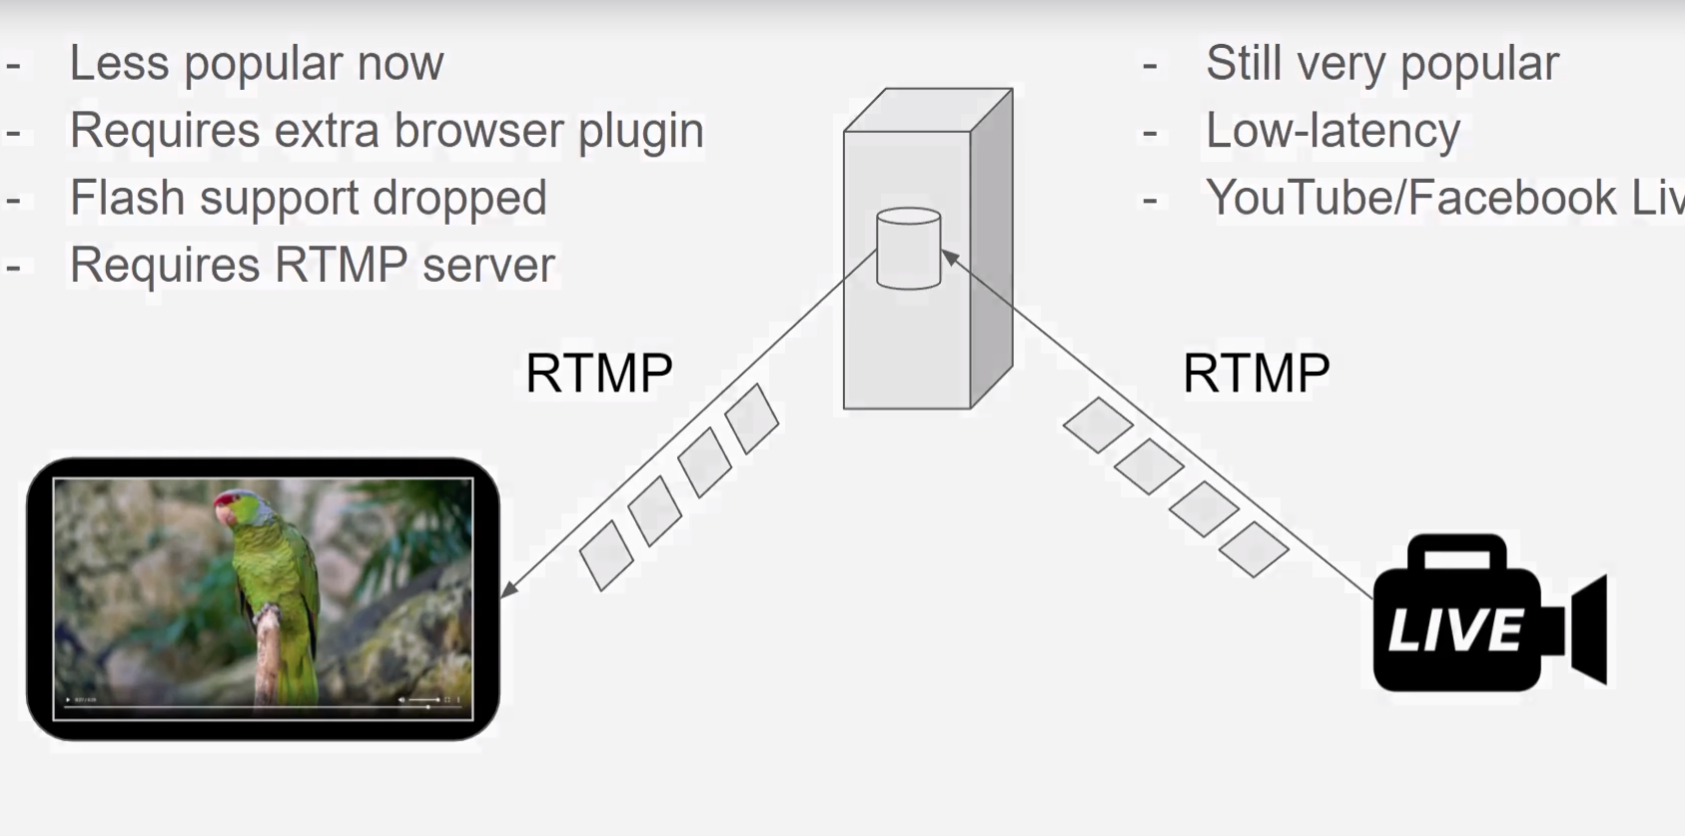 - Less popular now
- Requires extra browser plugin
- Flash support dropped
- Requires RTMP server
- Still very popular
- Low-latency
- YouTube/Facebook Liv
RTMP
RTMP
LIVE